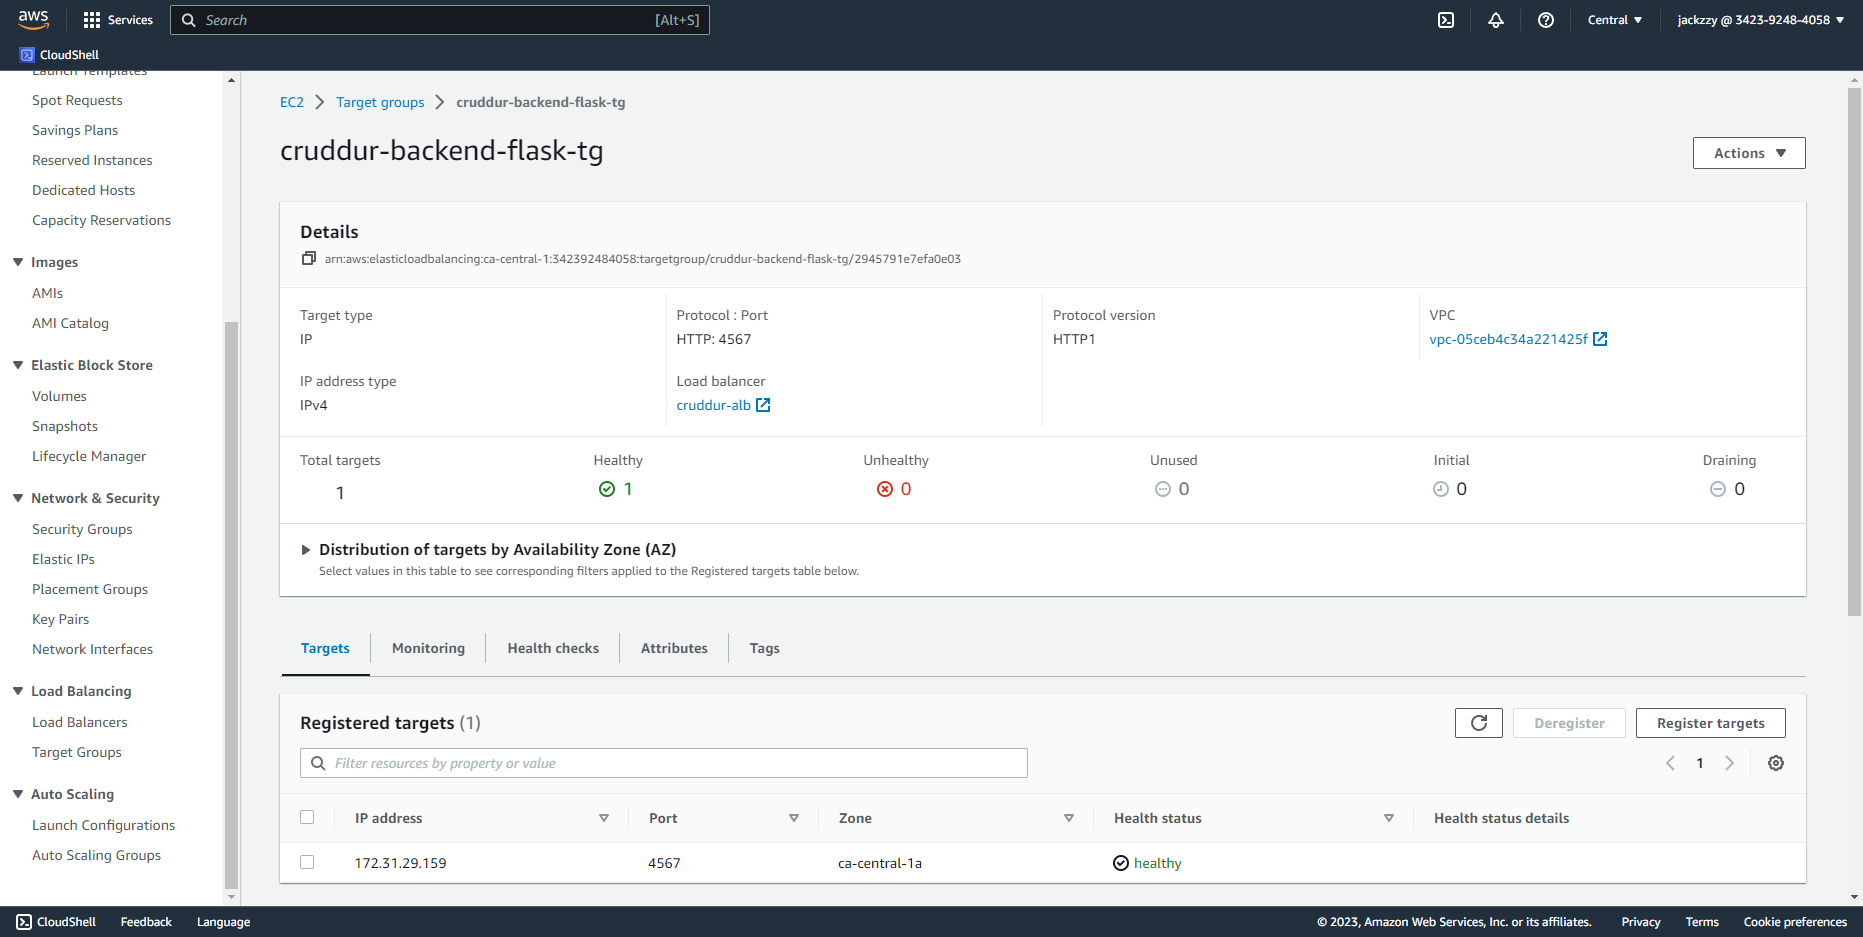 aws
Services
Search
[Alt+S]
Central
jackzzy @ 3423-9248-4058
CloudShell
Launch Templates
Spot Requests
Savings Plans
Reserved Instances
Dedicated Hosts
Capacity Reservations
Images
AMIs
AMI Catalog
Elastic Block Store
Volumes
Snapshots
Lifecycle Manager
Network & Security
Security Groups
Elastic IPs
Placement Groups
Key Pairs
Network Interfaces
Load Balancing
Load Balancers
Target Groups
Auto Scaling
Launch Configurations
Auto Scaling Groups
EC2 > Target groups > cruddur-backend-flask-tg
cruddur-backend-flask-tg
Actions
Details
arn:aws:elasticloadbalancing:ca-central-1:342392484058:targetgroup/cruddur-backend-flask-tg/2945791e7efa0e03
Target type
IP
Protocol : Port
HTTP: 4567
Protocol version
HTTP1
VPC
vpc-05ceb4c34a221425f
IP address type
IPv4
Load balancer
cruddur-alb
Total targets
1
Healthy
1
Unhealthy
0
Unused
0
Initial
0
Draining
0
Distribution of targets by Availability Zone (AZ)
Select values in this table to see corresponding filters applied to the Registered targets table below.
Targets
Monitoring
Health checks
Attributes
Tags
Registered targets (1)
Deregister
Register targets
Filter resources by property or value
1
IP address
Port
Zone
Health status
Health status details
172.31.29.159
4567
ca-central-1a
healthy
CloudShell
Feedback
Language
© 2023, Amazon Web Services, Inc. or its affiliates.
Privacy
Terms
Cookie preferences